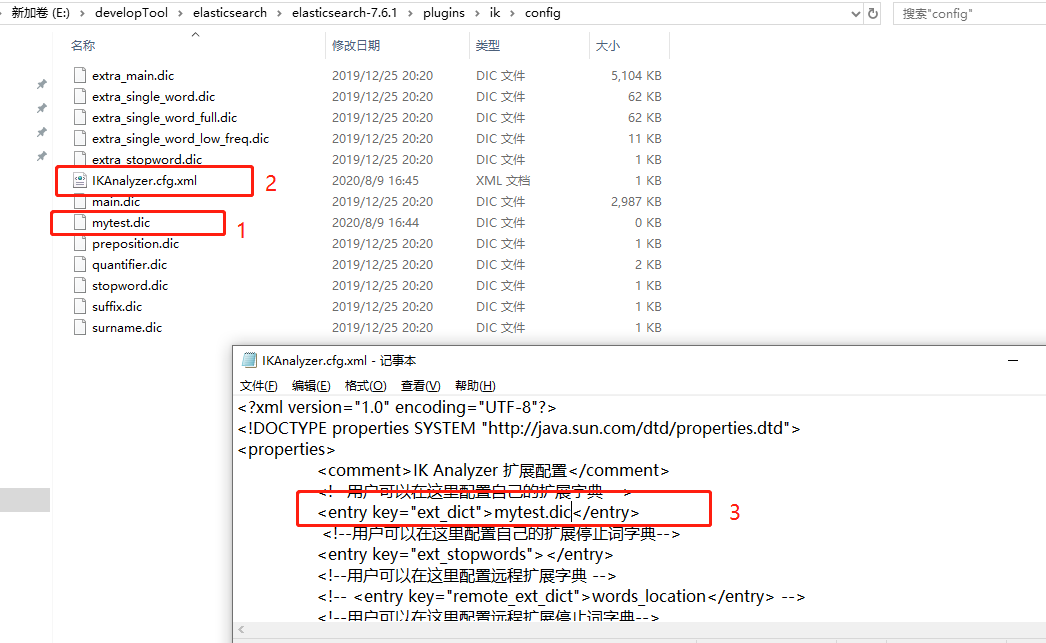 新加卷 (E:) > developTool > elasticsearch > elasticsearch-7.6.1 > plugins > ik > config 搜索"config"
名称 修改日期 类型 大小
extra_main.dic 2019/12/25 20:20 DIC 文件 5,104 KB
extra_single_word.dic 2019/12/25 20:20 DIC 文件 62 KB
extra_single_word_full.dic 2019/12/25 20:20 DIC 文件 62 KB
extra_single_word_low_freq.dic 2019/12/25 20:20 DIC 文件 11 KB
extra_stopword.dic 2019/12/25 20:20 DIC 文件 1 KB
IKAnalyzer.cfg.xml 2020/8/9 16:45 XML 文档 1 KB 2
main.dic 2019/12/25 20:20 DIC 文件 2,987 KB
mytest.dic 2020/8/9 16:44 DIC 文件 0 KB 1
preposition.dic 2019/12/25 20:20 DIC 文件 1 KB
quantifier.dic 2019/12/25 20:20 DIC 文件 2 KB
stopword.dic 2019/12/25 20:20 DIC 文件 1 KB
suffix.dic 2019/12/25 20:20 DIC 文件 1 KB
surname.dic 2019/12/25 20:20 DIC 文件 1 KB
IKAnalyzer.cfg.xml - 记事本
文件(F) 编辑(E) 格式(O) 查看(V) 帮助(H)
<?xml version="1.0" encoding="UTF-8"?>
<!DOCTYPE properties SYSTEM "http://java.sun.com/dtd/properties.dtd">
<properties>
<comment>IK Analyzer 扩展配置</comment>
<!--用户可以在这里配置自己的扩展字典 -->
<entry key="ext_dict">mytest.dic</entry> 3
<!--用户可以在这里配置自己的扩展停止词字典-->
<entry key="ext_stopwords"></entry>
<!--用户可以在这里配置远程扩展字典 -->
<!-- <entry key="remote_ext_dict">words_location</entry> -->
<!--用户可以在这里配置远程扩展停止词字典-->